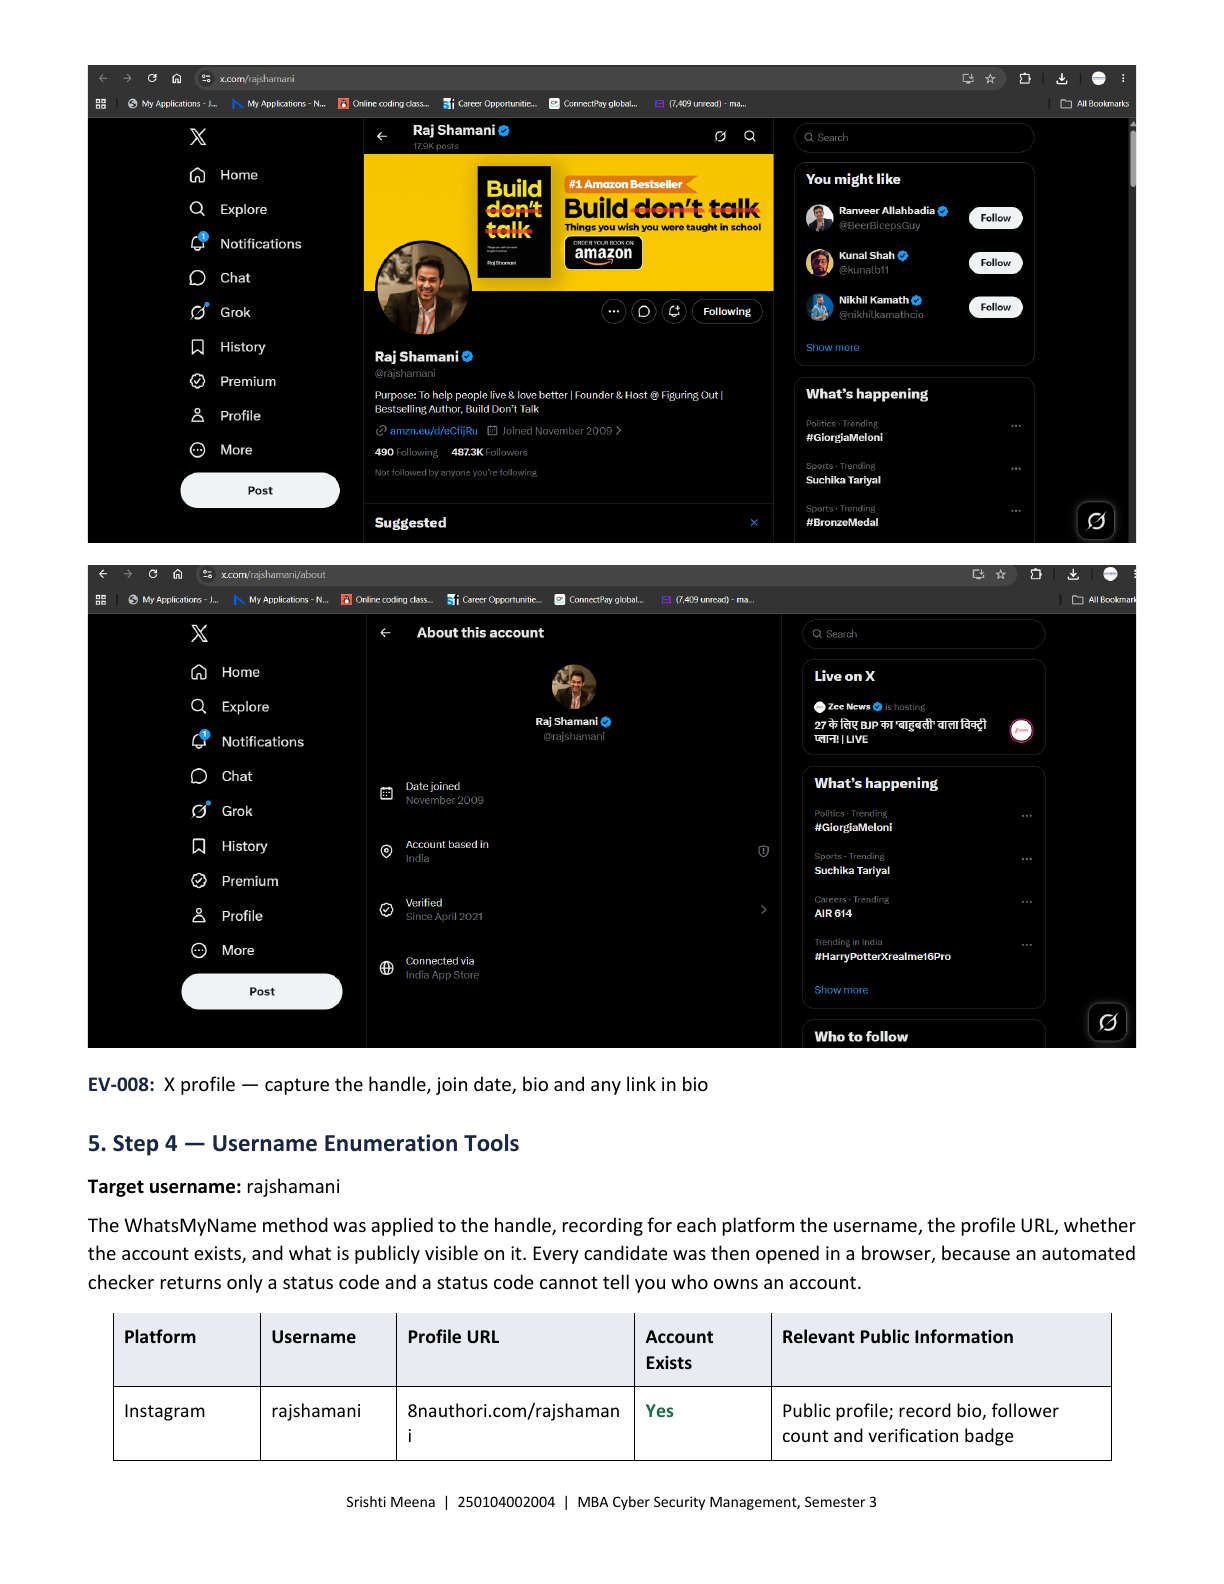 x.com/rajshamani
My Applications - J...
My Applications - N...
Online coding class...
Career Opportunitie...
ConnectPay global...
(7,409 unread) - ma...
All Bookmarks
Raj Shamani
17.9K posts
Home
Explore
1
Notifications
Chat
Grok
History
Premium
Profile
More
Post
Build
don't
talk
Raj Shamani
#1 Amazon Bestseller
Build don't talk
Things you wish you were taught in school
ORDER YOUR BOOK ON
amazon
Following
Raj Shamani
@rajshamani
Purpose: To help people live & love better | Founder & Host @ Figuring Out |
Bestselling Author, Build Don't Talk
amzn.eu/d/eCfijRu Joined November 2009
490 Following 487.3K Followers
Not followed by anyone you're following
Suggested
Search
You might like
Ranveer Allahbadia
@BeerBicepsGuy
Follow
Kunal Shah
@kunalb11
Follow
Nikhil Kamath
@nikhilkamathcio
Follow
Show more
What's happening
Politics · Trending
#GiorgiaMeloni
Sports · Trending
Suchika Tariyal
Sports · Trending
#BronzeMedal
x.com/rajshamani/about
My Applications - J...
My Applications - N...
Online coding class...
Career Opportunitie...
ConnectPay global...
(7,409 unread) - ma...
All Bookmark
Home
Explore
1
Notifications
Chat
Grok
History
Premium
Profile
More
Post
About this account
Raj Shamani
@rajshamani
Date joined
November 2009
Account based in
India
Verified
Since April 2021
Connected via
India App Store
Search
Live on X
Zee News is hosting
27 के लिए BJP का 'बाहुबली' वाला विक्ट्री
प्लान! | LIVE
What's happening
Politics · Trending
#GiorgiaMeloni
Sports · Trending
Suchika Tariyal
Careers · Trending
AIR 614
Trending in India
#HarryPotterXrealme16Pro
Show more
Who to follow
EV-008: X profile — capture the handle, join date, bio and any link in bio
5. Step 4 — Username Enumeration Tools
Target username: rajshamani
The WhatsMyName method was applied to the handle, recording for each platform the username, the profile URL, whether
the account exists, and what is publicly visible on it. Every candidate was then opened in a browser, because an automated
checker returns only a status code and a status code cannot tell you who owns an account.
Platform Username Profile URL Account Relevant Public Information
Exists
Instagram rajshamani 8nauthori.com/rajshaman Yes Public profile; record bio, follower
i count and verification badge
Srishti Meena | 250104002004 | MBA Cyber Security Management, Semester 3